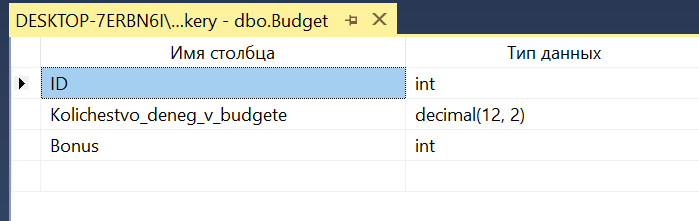 DESKTOP-7ERBN6I\...kery - dbo.Budget
Имя столбца Тип данных
ID int
Kolichestvo_deneg_v_budgete decimal(12, 2)
Bonus int